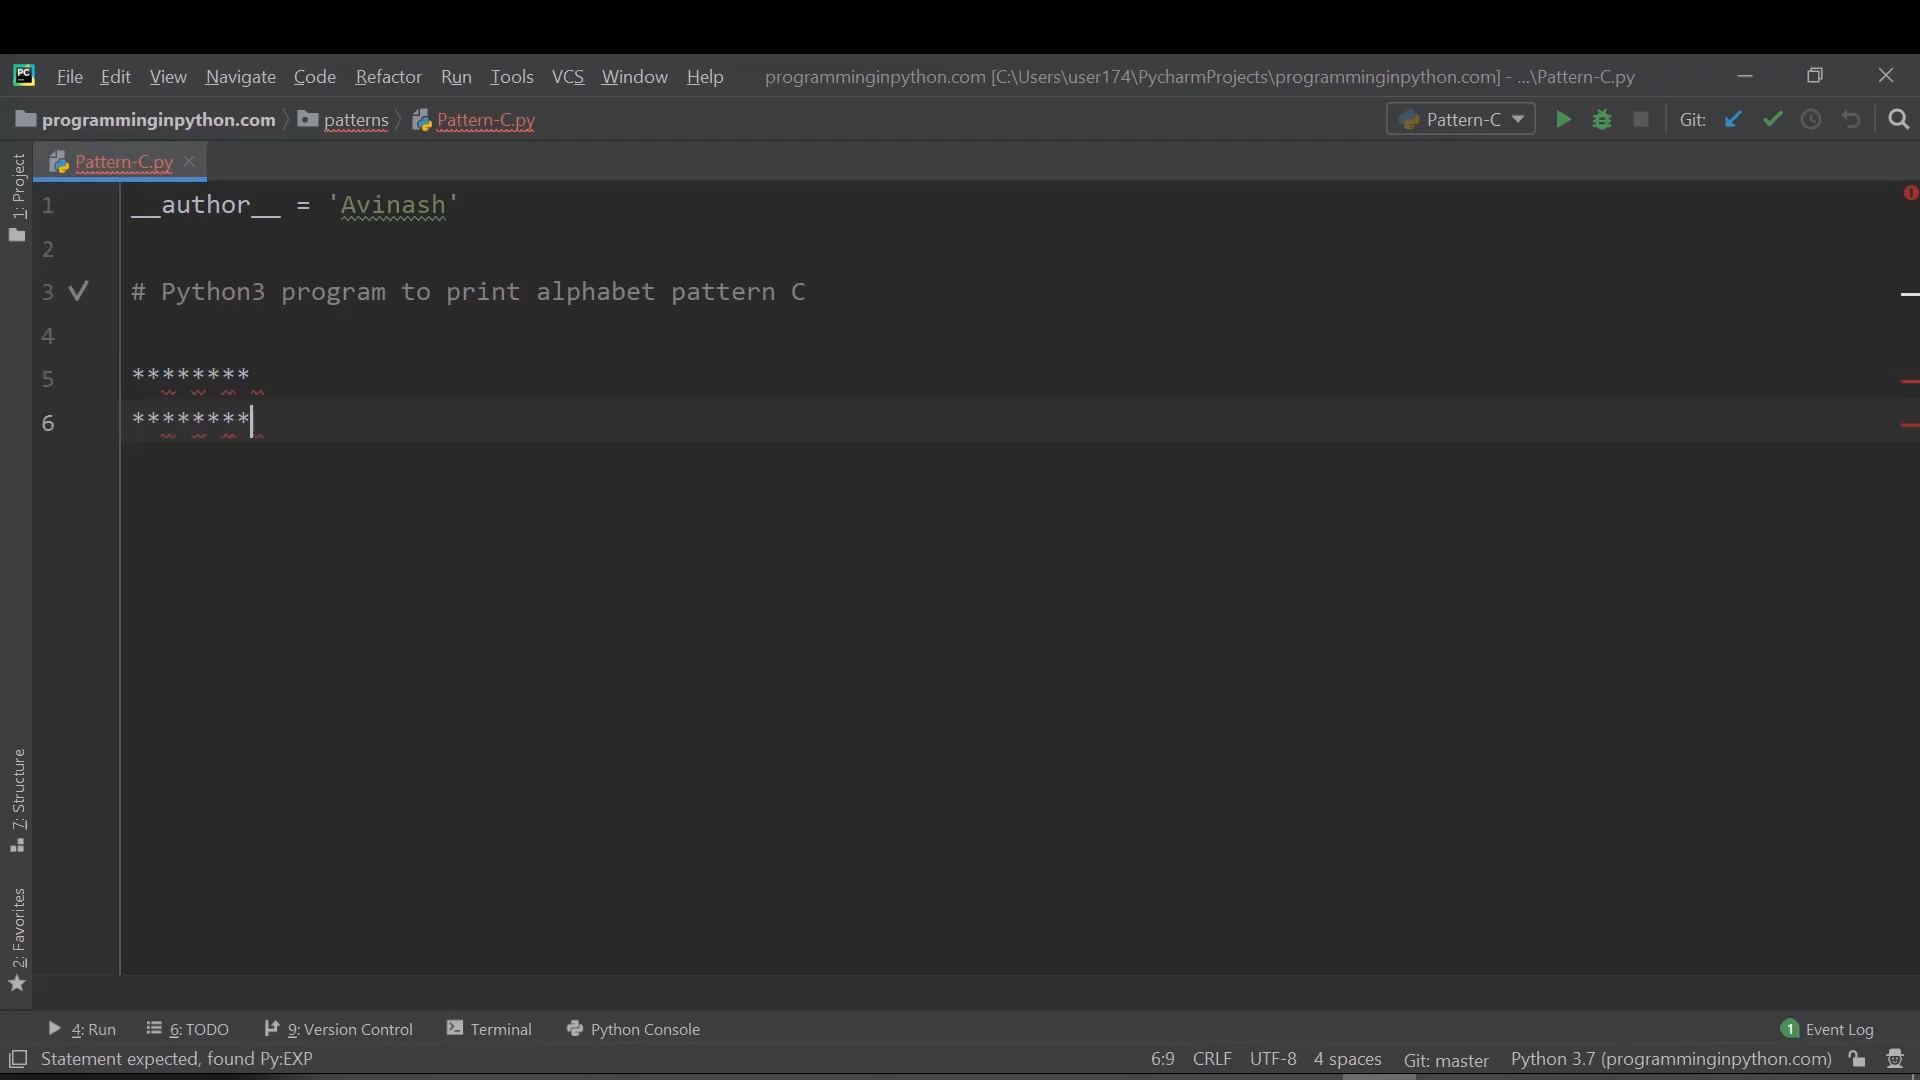 PC File Edit View Navigate Code Refactor Run Tools VCS Window Help programminginpython.com [C:\Users\user174\PycharmProjects\programminginpython.com] - ...\Pattern-C.py
programminginpython.com patterns Pattern-C.py Pattern-C Git:
Pattern-C.py
1: Project
1 __author__ = 'Avinash'
2
3 # Python3 program to print alphabet pattern C
4
5 ********
6 ********
7: Structure
2: Favorites
4: Run 6: TODO 9: Version Control Terminal Python Console 1 Event Log
Statement expected, found Py:EXP 6:9 CRLF UTF-8 4 spaces Git: master Python 3.7 (programminginpython.com)